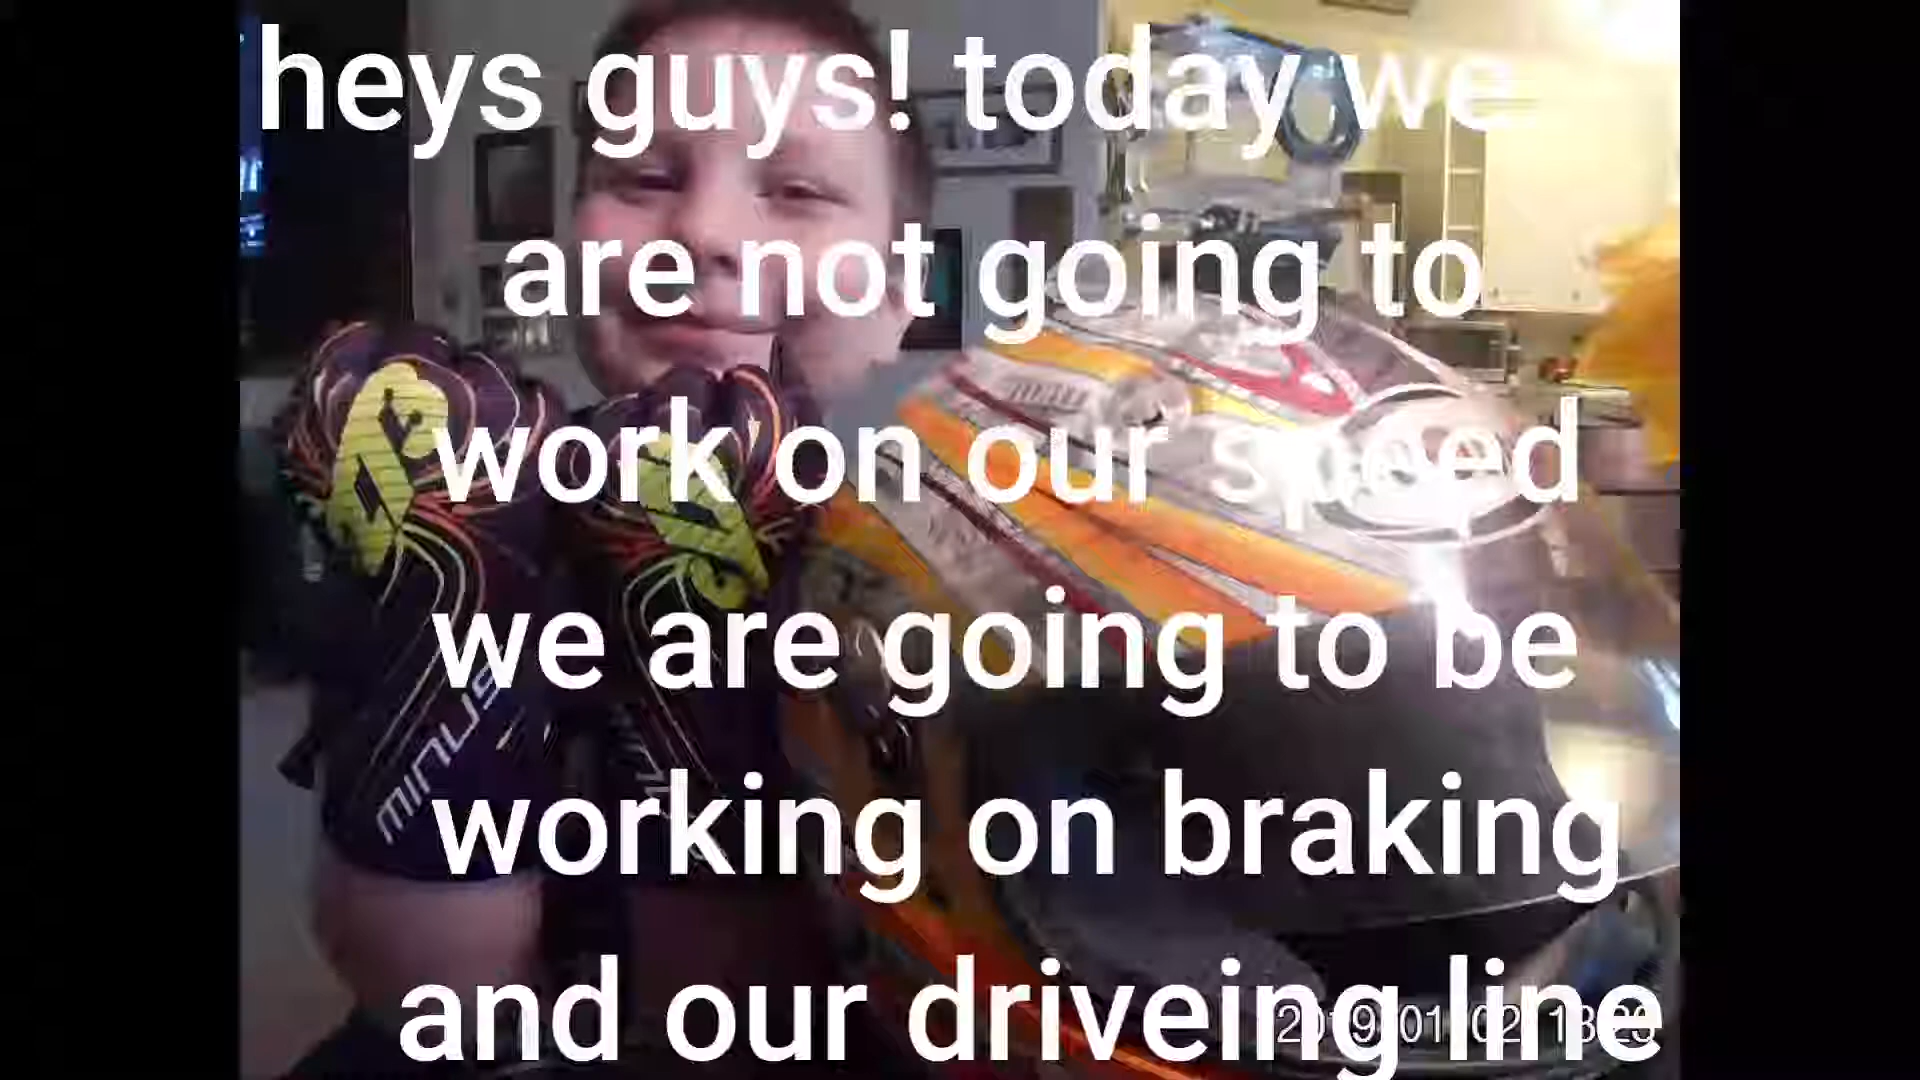 heys guys! today we
are not going to
work on our speed
we are going to be
working on braking
and our driveing line
minus